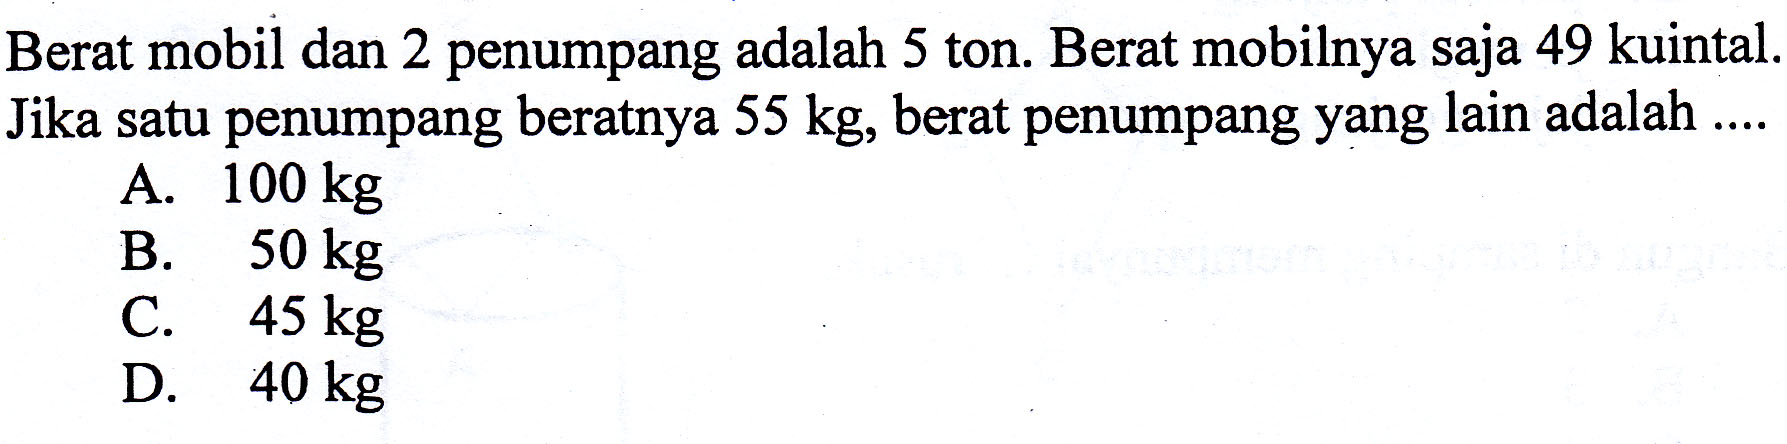 Berat mobil dan 2 penumpang adalah 5 ton. Berat mobilnya saja 49 kuintal.
Jika satu penumpang beratnya 55 kg, berat penumpang yang lain adalah ....
A. 100 kg
B. 50 kg
C. 45 kg
D. 40 kg